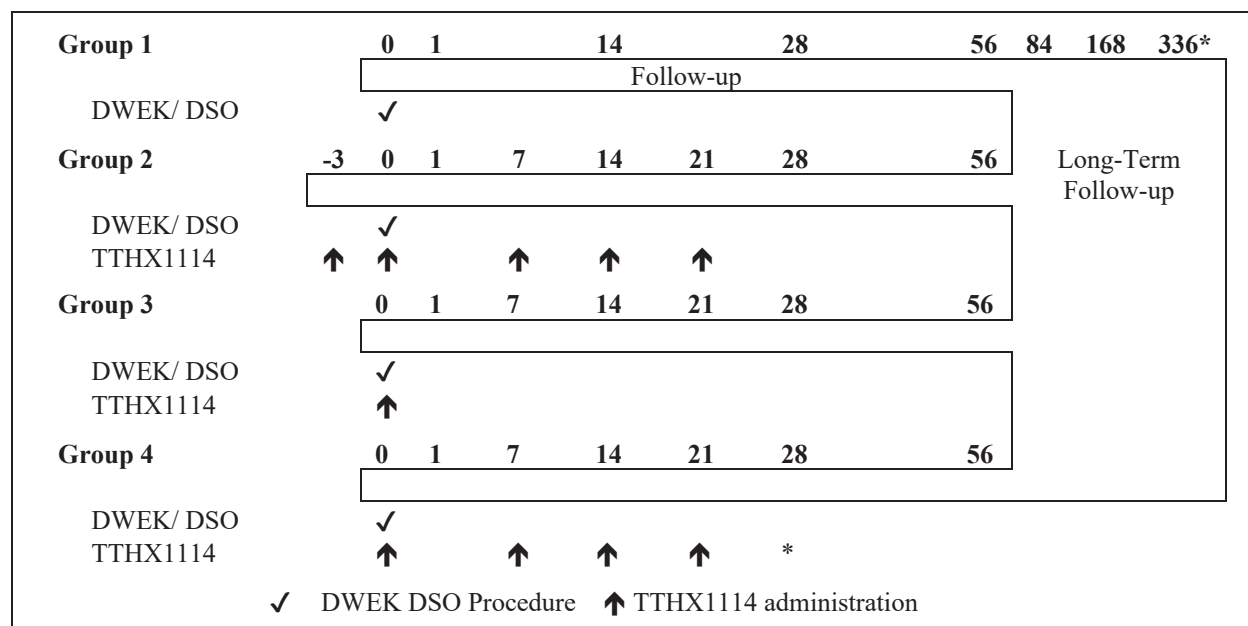 Group 1 0 1 14 28 56 84 168 336*
Follow-up
DWEK/ DSO ✓
Group 2 -3 0 1 7 14 21 28 56 Long-Term
Follow-up
DWEK/ DSO ✓
TTHX1114 🡹 🡹 🡹 🡹 🡹
Group 3 0 1 7 14 21 28 56
DWEK/ DSO ✓
TTHX1114 🡹
Group 4 0 1 7 14 21 28 56
DWEK/ DSO ✓
TTHX1114 🡹 🡹 🡹 🡹 *
✓ DWEK DSO Procedure 🡹 TTHX1114 administration